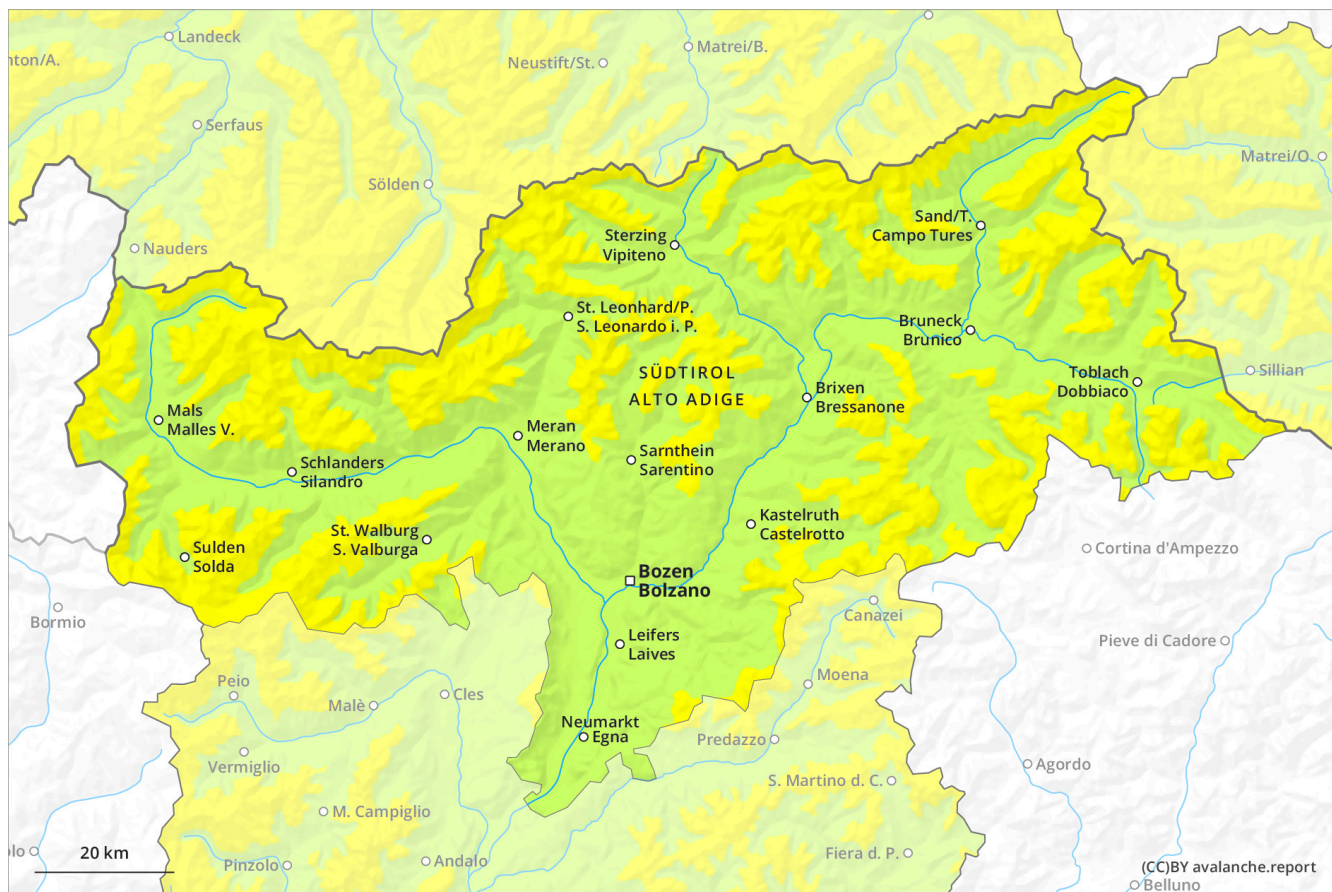 Landeck
nton/A.
Matrei/B.
Neustift/St.
Serfaus
Matrei/O.
Sölden
Nauders
Sand/T.
Campo Tures
Sterzing
Vipiteno
St. Leonhard/P.
S. Leonardo i. P.
Bruneck
Brunico
SÜDTIROL
ALTO ADIGE
Toblach
Dobbiaco
Sillian
Brixen
Bressanone
Mals
Malles V.
Meran
Merano
Schlanders
Silandro
Sarnthein
Sarentino
Kastelruth
Castelrotto
St. Walburg
S. Valburga
Sulden
Solda
Cortina d'Ampezzo
Bozen
Bolzano
Bormio
Canazei
Leifers
Laives
Pieve di Cadore
Peio
Malè
Cles
Moena
Neumarkt
Egna
Predazzo
Vermiglio
Agordo
S. Martino d. C.
M. Campiglio
olo
20 km
Pinzolo
Andalo
Fiera d. P.
(CC)BY avalanche.report
Belluno